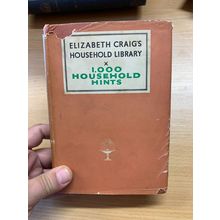 ELIZABETH CRAIG'S
HOUSEHOLD LIBRARY
×
1,000
HOUSEHOLD
HINTS